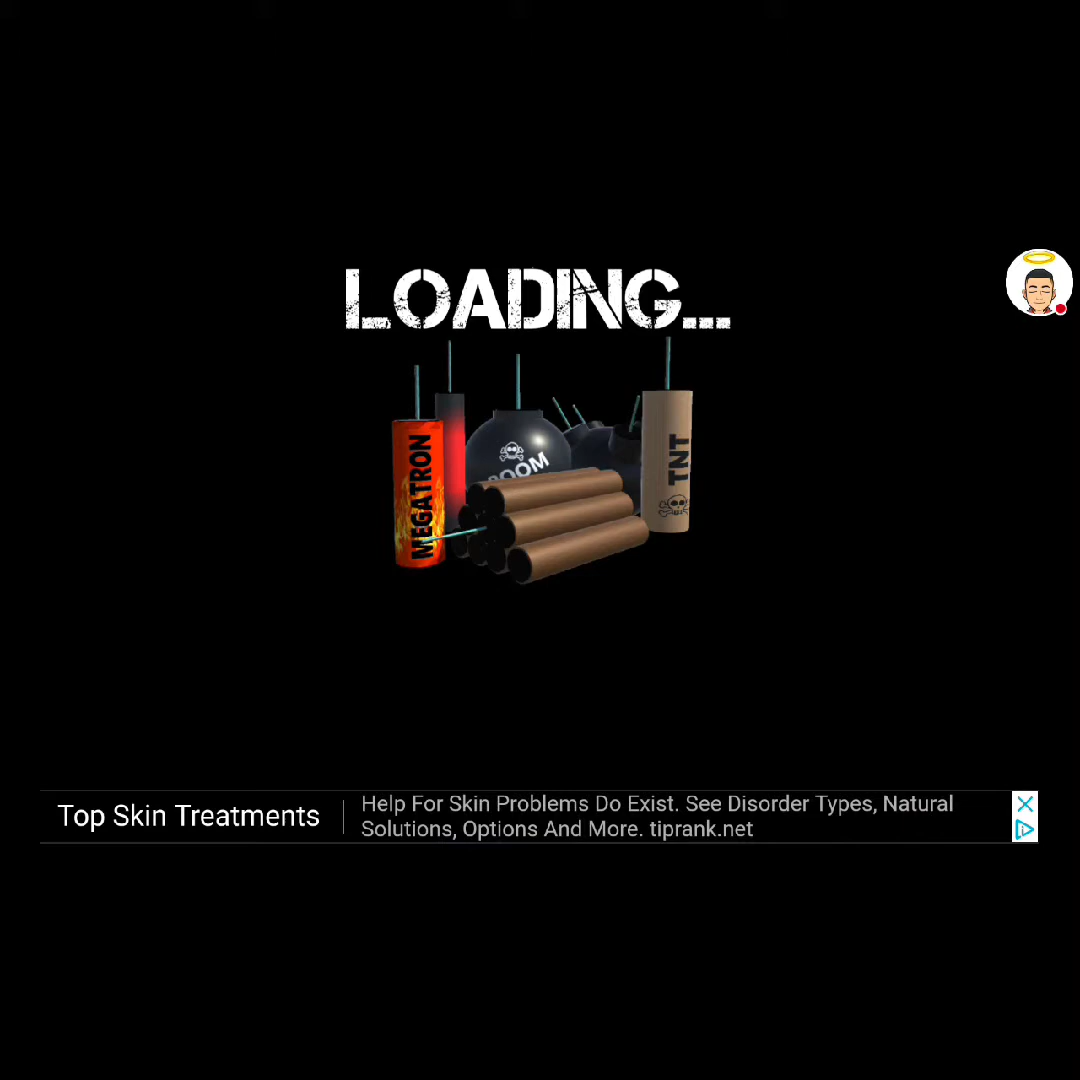 LOADING...
MEGATRON
BOOM
TNT
Top Skin Treatments
Help For Skin Problems Do Exist. See Disorder Types, Natural
Solutions, Options And More. tiprank.net